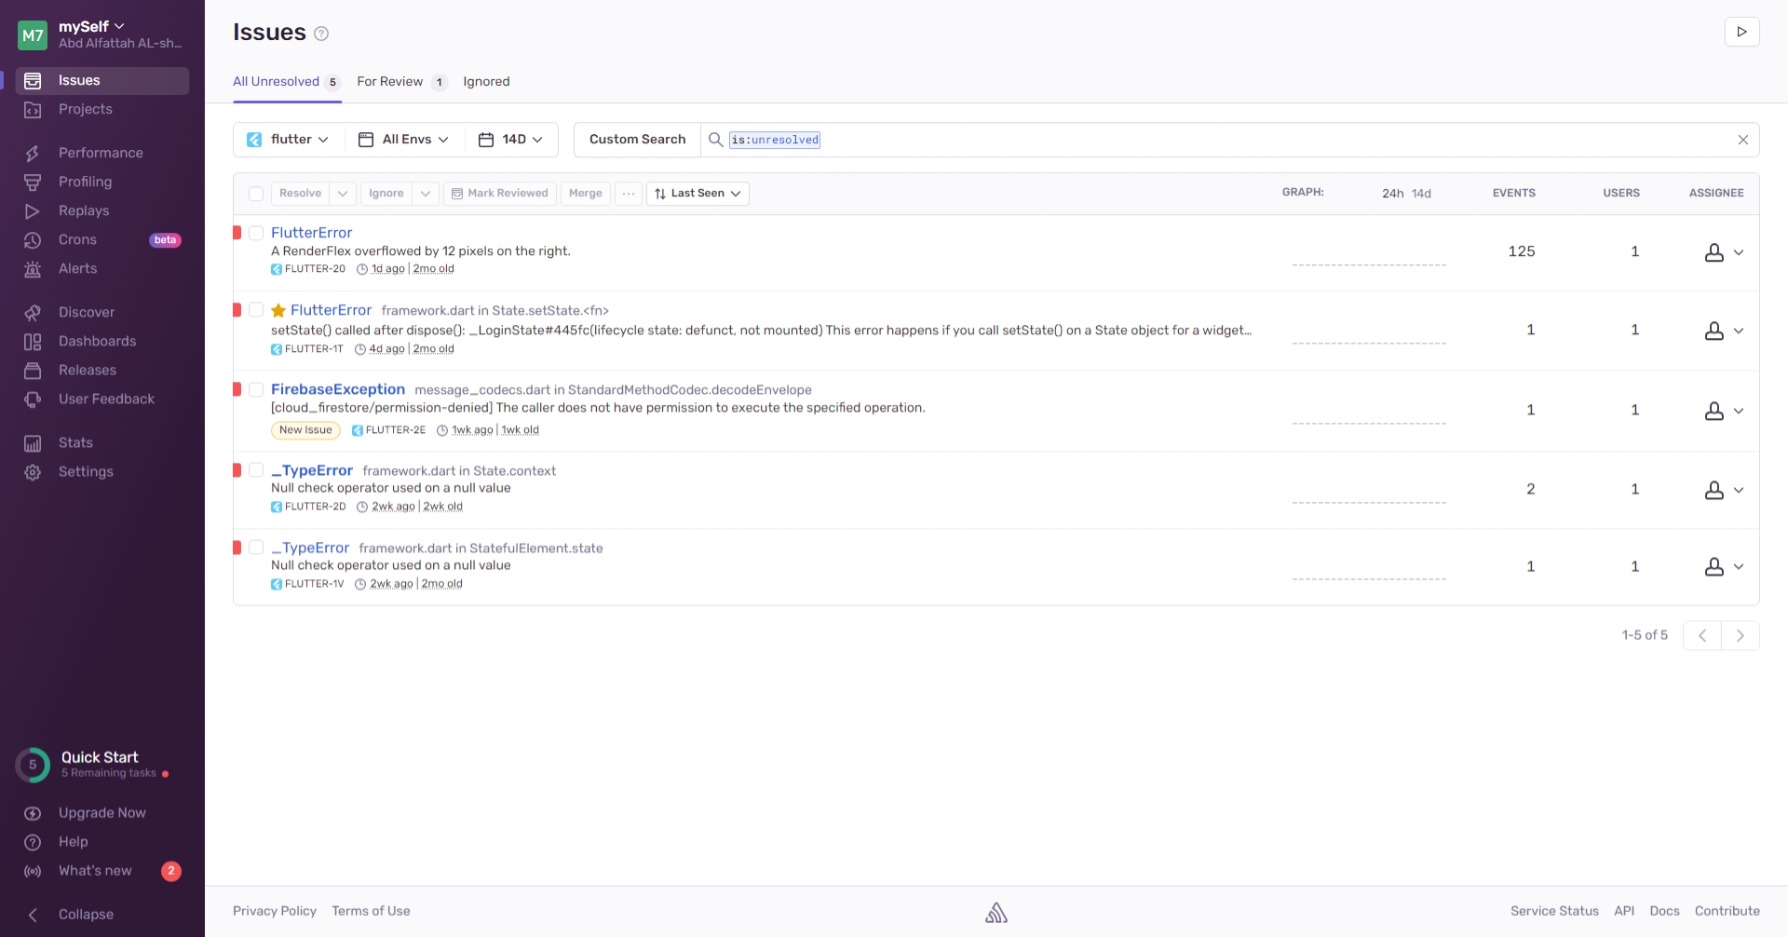 M7
mySelf
Abd Alfattah AL-sh...
Issues
Projects
Performance
Profiling
Replays
Crons beta
Alerts
Discover
Dashboards
Releases
User Feedback
Stats
Settings
5
Quick Start
5 Remaining tasks
Upgrade Now
Help
What's new 2
Collapse
Issues
All Unresolved 5 For Review 1 Ignored
flutter All Envs 14D Custom Search is:unresolved
Resolve Ignore Mark Reviewed Merge ... Last Seen GRAPH: 24h 14d EVENTS USERS ASSIGNEE
FlutterError
A RenderFlex overflowed by 12 pixels on the right.
125 1
FLUTTER-20 1d ago | 2mo old
FlutterError framework.dart in State.setState.<fn>
setState() called after dispose(): _LoginState#445fc(lifecycle state: defunct, not mounted) This error happens if you call setState() on a State object for a widget...
1 1
FLUTTER-1T 4d ago | 2mo old
FirebaseException message_codecs.dart in StandardMethodCodec.decodeEnvelope
[cloud_firestore/permission-denied] The caller does not have permission to execute the specified operation.
1 1
New Issue FLUTTER-2E 1wk ago | 1wk old
_TypeError framework.dart in State.context
Null check operator used on a null value
2 1
FLUTTER-2D 2wk ago | 2wk old
_TypeError framework.dart in StatefulElement.state
Null check operator used on a null value
1 1
FLUTTER-1V 2wk ago | 2mo old
1-5 of 5
Privacy Policy Terms of Use Service Status API Docs Contribute